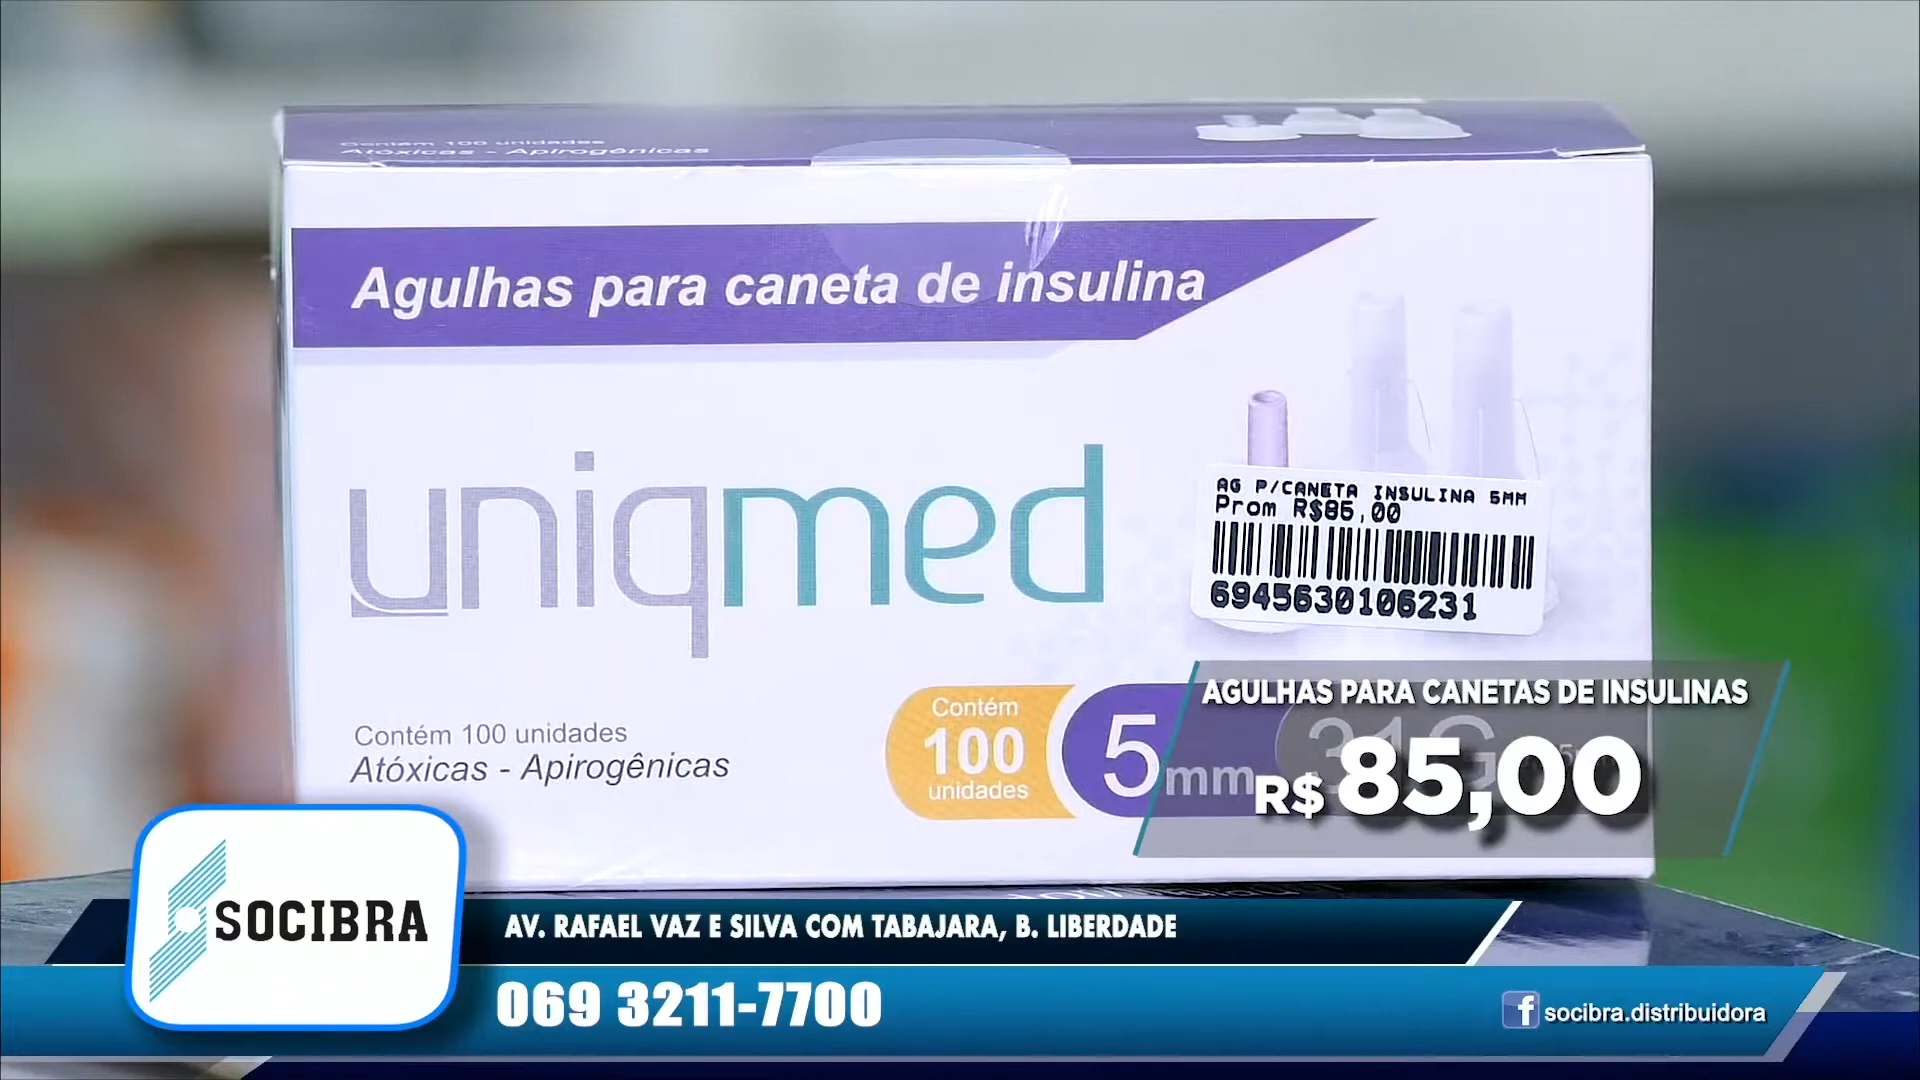 Contém 100 unidades
Atóxicas - Apirogênicas
Agulhas para caneta de insulina
uniqmed
AG P/CANETA INSULINA 5MM
Prom R$85,00
6945630106231
Contém 100 unidades
Atóxicas - Apirogênicas
Contém
100
unidades
5mm
31G
AGULHAS PARA CANETAS DE INSULINAS
R$ 85,00
SOCIBRA
AV. RAFAEL VAZ E SILVA COM TABAJARA, B. LIBERDADE
069 3211-7700
f socibra.distribuidora